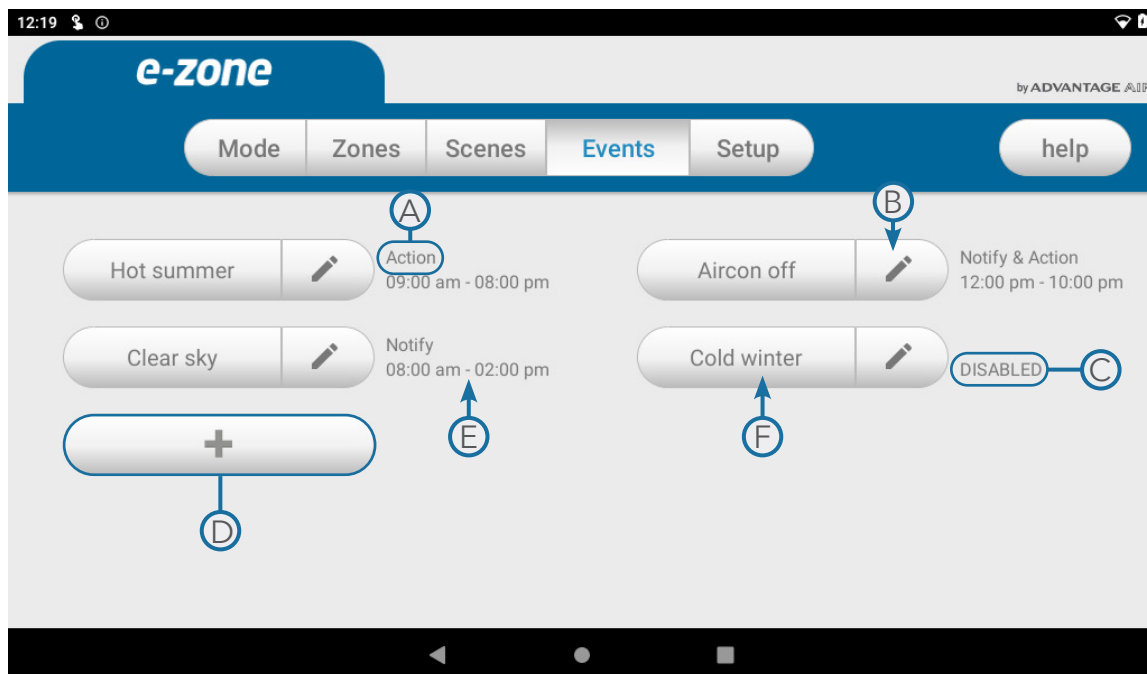 12:19
e-zone
by ADVANTAGE AIR
Mode Zones Scenes Events Setup help
A
B
Hot summer
Action
09:00 am - 08:00 pm
Aircon off
Notify & Action
12:00 pm - 10:00 pm
Clear sky
Notify
08:00 am - 02:00 pm
Cold winter
DISABLED
C
+
E
F
D